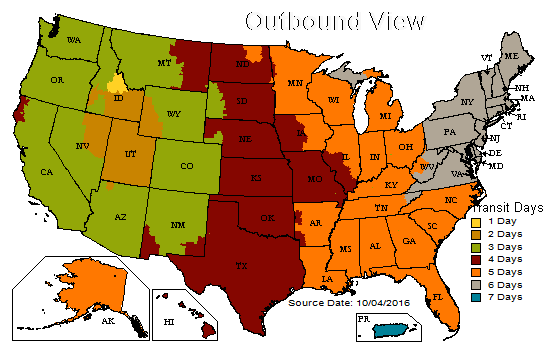 Outbound View
WA
OR
MT
ID
WY
ND
SD
MN
WI
MI
NV
UT
CO
CA
AZ
NM
NE
KS
OK
TX
MO
IL
IN
OH
KY
TN
AR
LA
MS
AL
GA
FL
SC
NC
VA
WV
PA
NY
VT
ME
NH
MA
RI
CT
NJ
DE
MD
AK
HI
PR
Transit Days
1 Day
2 Days
3 Days
4 Days
5 Days
6 Days
7 Days
Source Date: 10/04/2016